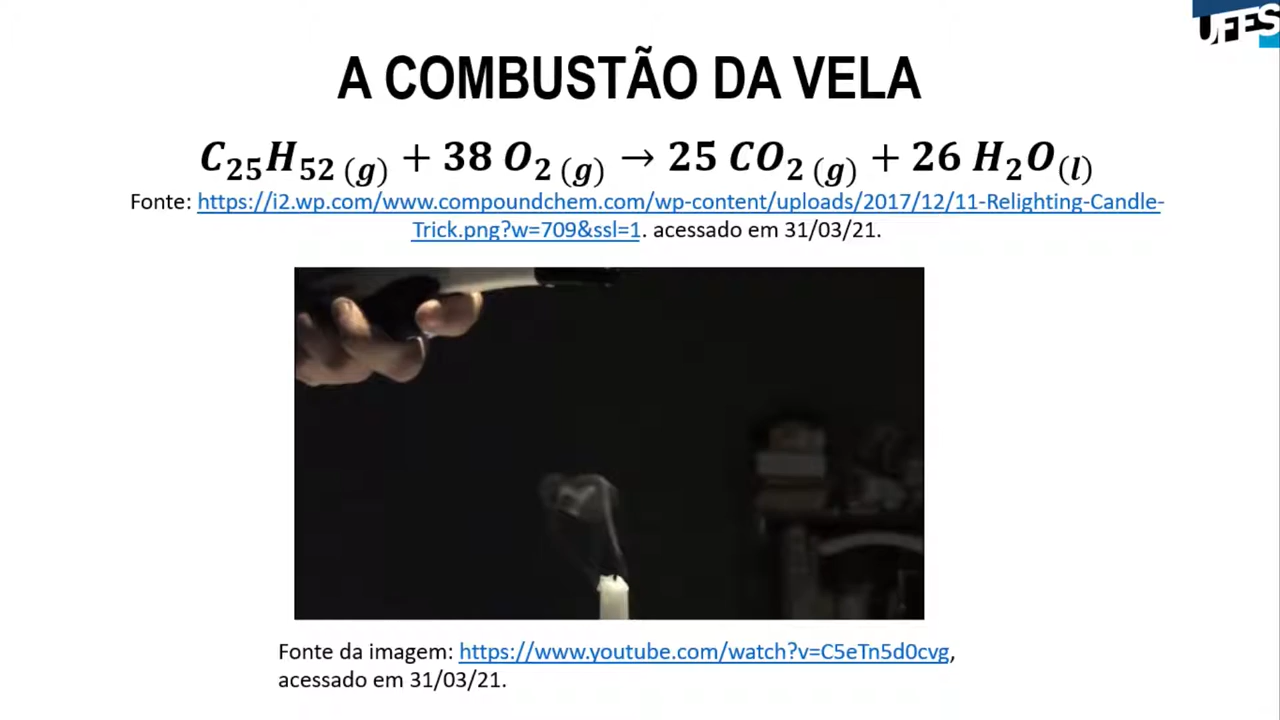 UFES
A COMBUSTÃO DA VELA
C₂₅H₅₂ (g) + 38 O₂ (g) → 25 CO₂ (g) + 26 H₂O(l)
Fonte: https://i2.wp.com/www.compoundchem.com/wp-content/uploads/2017/12/11-Relighting-Candle-
Trick.png?w=709&ssl=1. acessado em 31/03/21.
Fonte da imagem: https://www.youtube.com/watch?v=C5eTn5d0cvg,
acessado em 31/03/21.